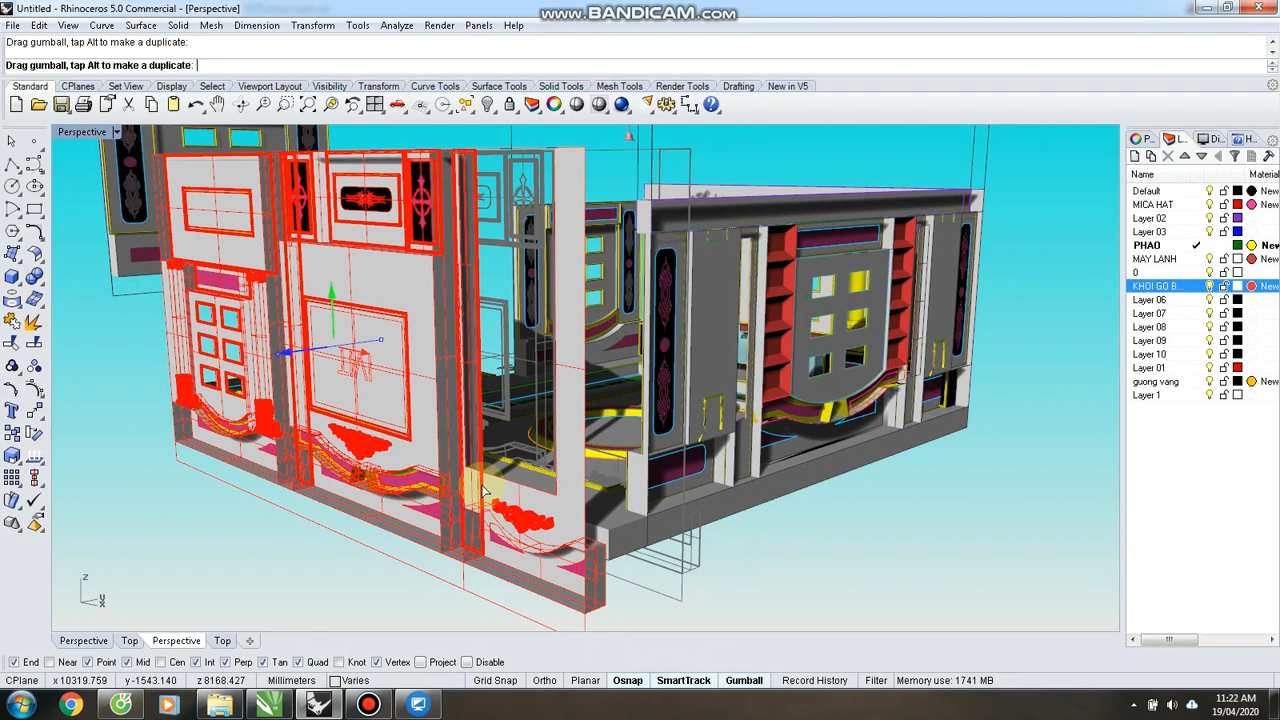 Untitled - Rhinoceros 5.0 Commercial - [Perspective]
www.BANDICAM.com
File Edit View Curve Surface Solid Mesh Dimension Transform Tools Analyze Render Panels Help
Drag gumball, tap Alt to make a duplicate:
Drag gumball, tap Alt to make a duplicate:
Standard CPlanes Set View Display Select Viewport Layout Visibility Transform Curve Tools Surface Tools Solid Tools Mesh Tools Render Tools Drafting New in V5
Perspective
P... L... Di... H...
Name Material
Default
MICA HAT
Layer 02
Layer 03
PHAO New
MAY LANH New
0
KHOI GO B... New
Layer 06
Layer 07
Layer 08
Layer 09
Layer 10
Layer 01
guong vang New
Layer 1
z
y
x
Perspective Top Perspective Top
End Near Point Mid Cen Int Perp Tan Quad Knot Vertex Project Disable
CPlane x 10319.759 y -1543.140 z 8168.427 Millimeters Varies Grid Snap Ortho Planar Osnap SmartTrack Gumball Record History Filter Memory use: 1741 MB
11:22 AM
19/04/2020